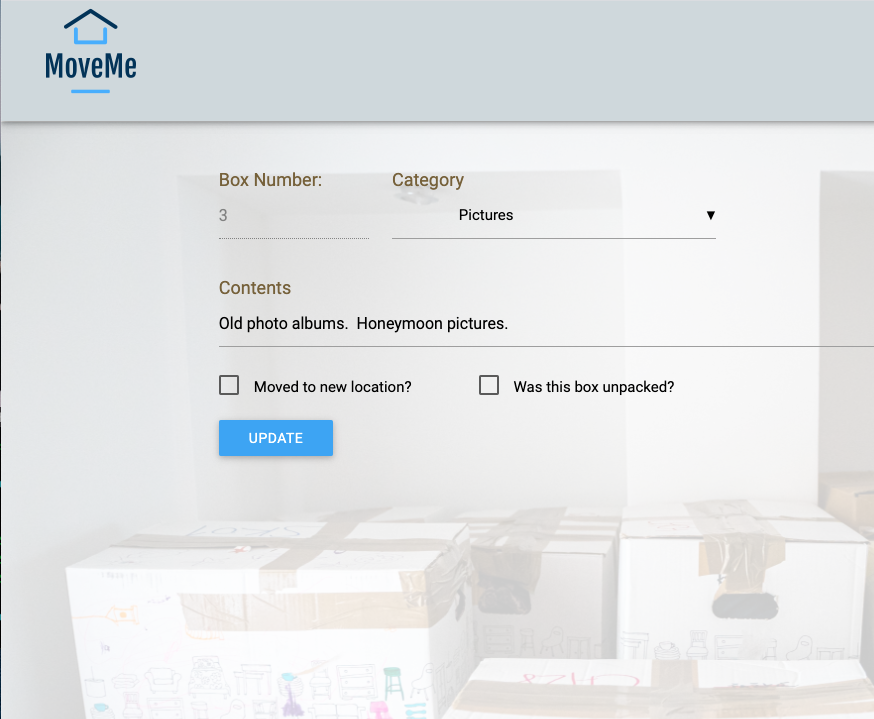 MoveMe
Box Number: Category
3 Pictures ▼
Contents
Old photo albums.  Honeymoon pictures.
Moved to new location? Was this box unpacked?
UPDATE